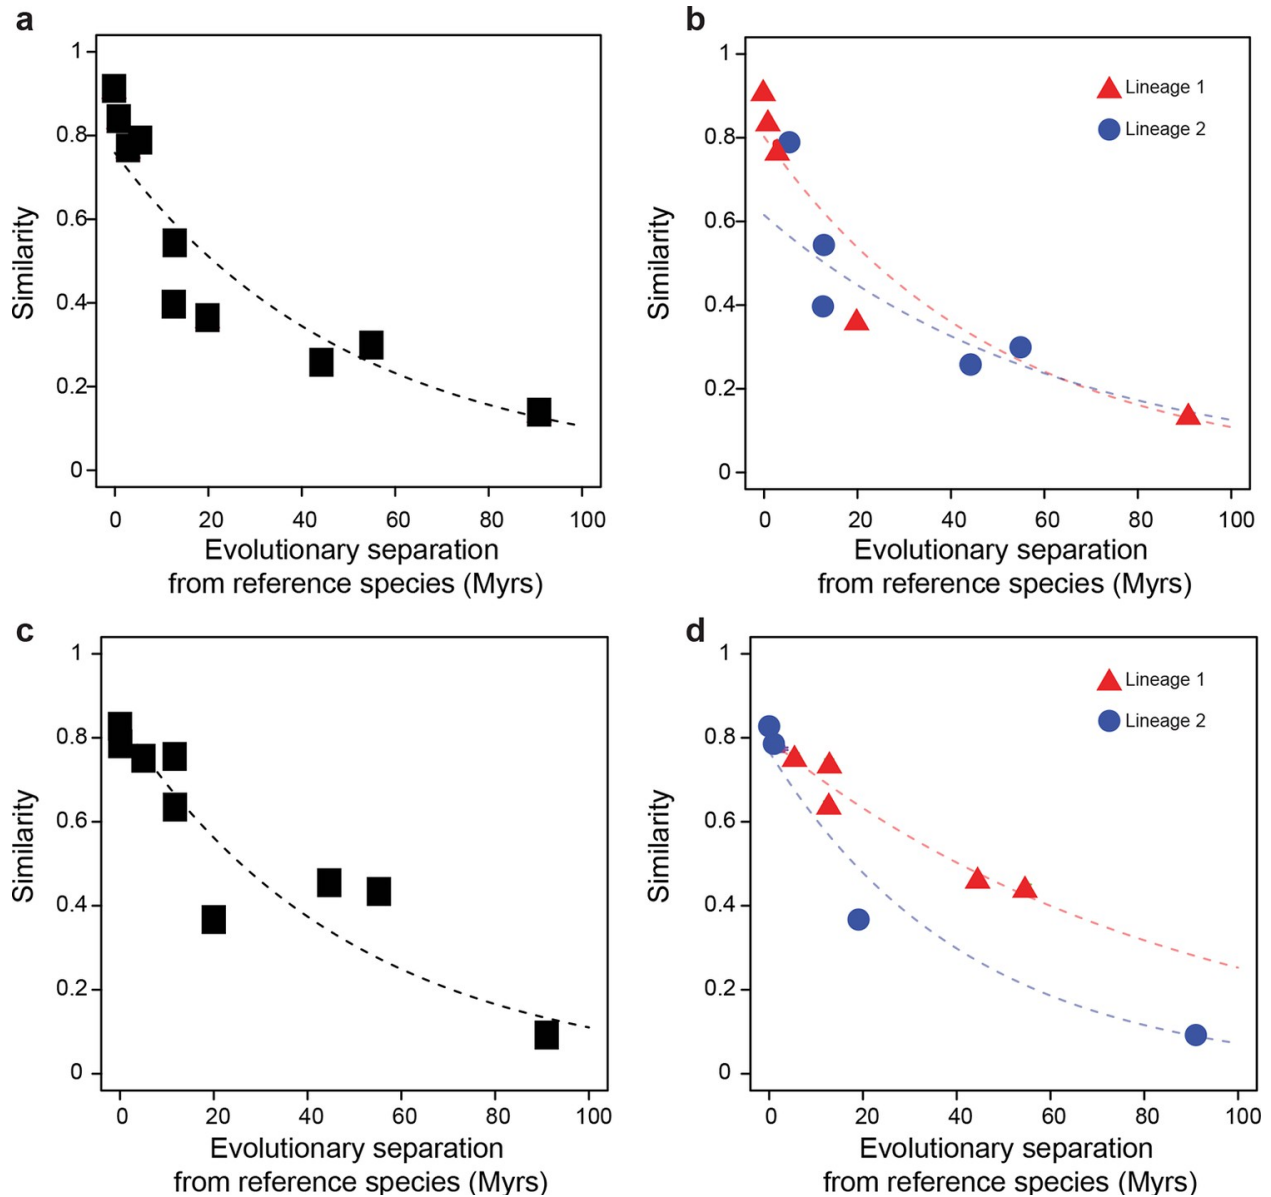 a
1
0.8
0.6
0.4
0.2
0
Similarity
0 20 40 60 80 100
Evolutionary separation
from reference species (Myrs)
b
1
0.8
0.6
0.4
0.2
0
Similarity
Lineage 1
Lineage 2
0 20 40 60 80 100
Evolutionary separation
from reference species (Myrs)
c
1
0.8
0.6
0.4
0.2
0
Similarity
0 20 40 60 80 100
Evolutionary separation
from reference species (Myrs)
d
1
0.8
0.6
0.4
0.2
0
Similarity
Lineage 1
Lineage 2
0 20 40 60 80 100
Evolutionary separation
from reference species (Myrs)